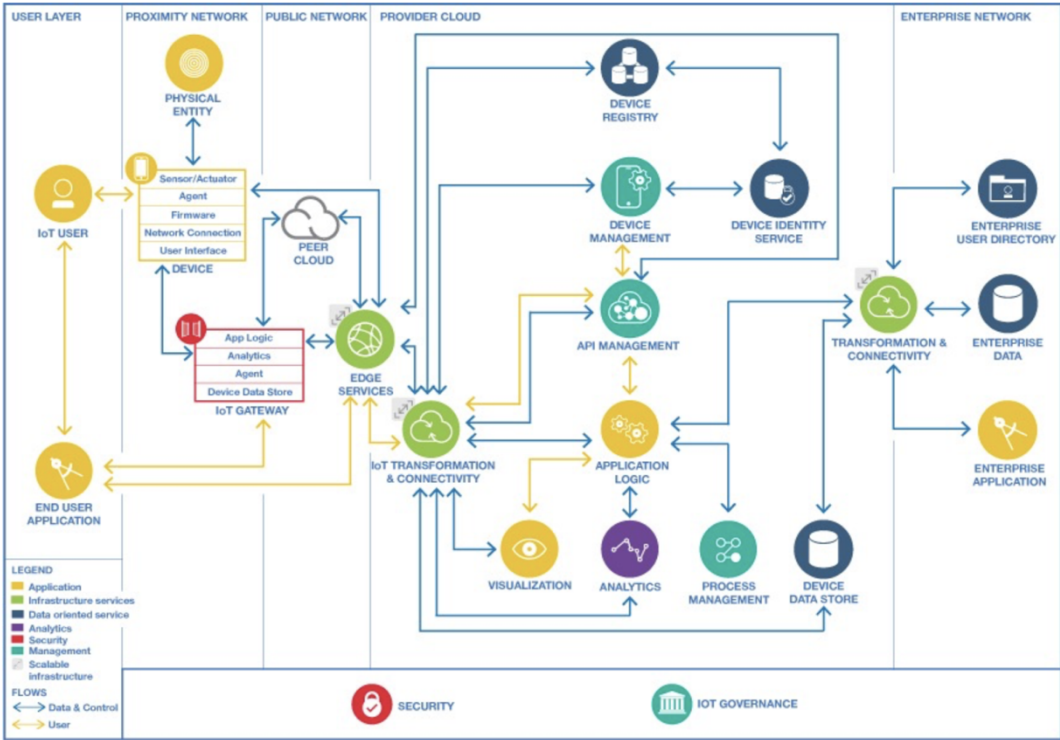 USER LAYER
PROXIMITY NETWORK
PUBLIC NETWORK
PROVIDER CLOUD
ENTERPRISE NETWORK
PHYSICAL
ENTITY
DEVICE
REGISTRY
Sensor/Actuator
Agent
Firmware
Network Connection
User Interface
DEVICE
IoT USER
PEER
CLOUD
DEVICE
MANAGEMENT
DEVICE IDENTITY
SERVICE
ENTERPRISE
USER DIRECTORY
App Logic
Analytics
Agent
Device Data Store
IoT GATEWAY
EDGE
SERVICES
API MANAGEMENT
TRANSFORMATION &
CONNECTIVITY
ENTERPRISE
DATA
END USER
APPLICATION
IoT TRANSFORMATION
& CONNECTIVITY
APPLICATION
LOGIC
ENTERPRISE
APPLICATION
VISUALIZATION
ANALYTICS
PROCESS
MANAGEMENT
DEVICE
DATA STORE
LEGEND
Application
Infrastructure services
Data oriented service
Analytics
Security
Management
Scalable
infrastructure
FLOWS
Data & Control
User
SECURITY
IOT GOVERNANCE